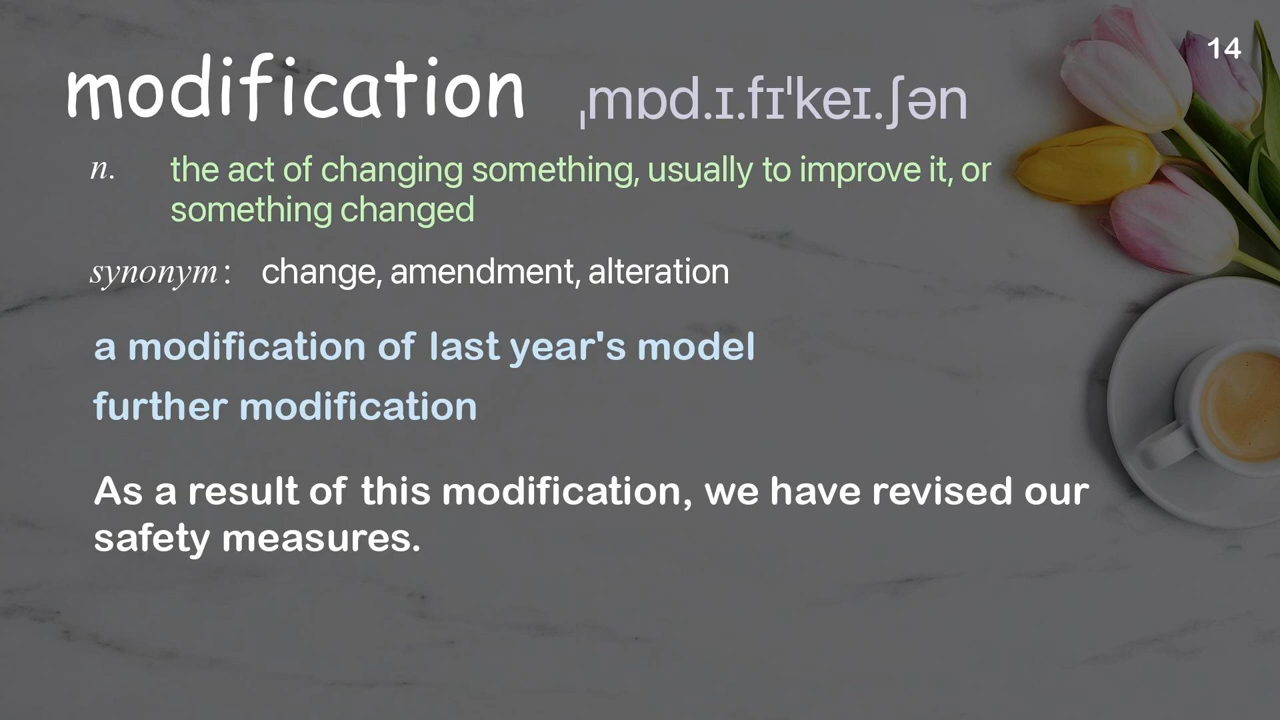 14
modification ˌmɒd.ɪ.fɪˈkeɪ.ʃən
n. the act of changing something, usually to improve it, or
something changed
synonym: change, amendment, alteration
a modification of last year's model
further modification
As a result of this modification, we have revised our
safety measures.